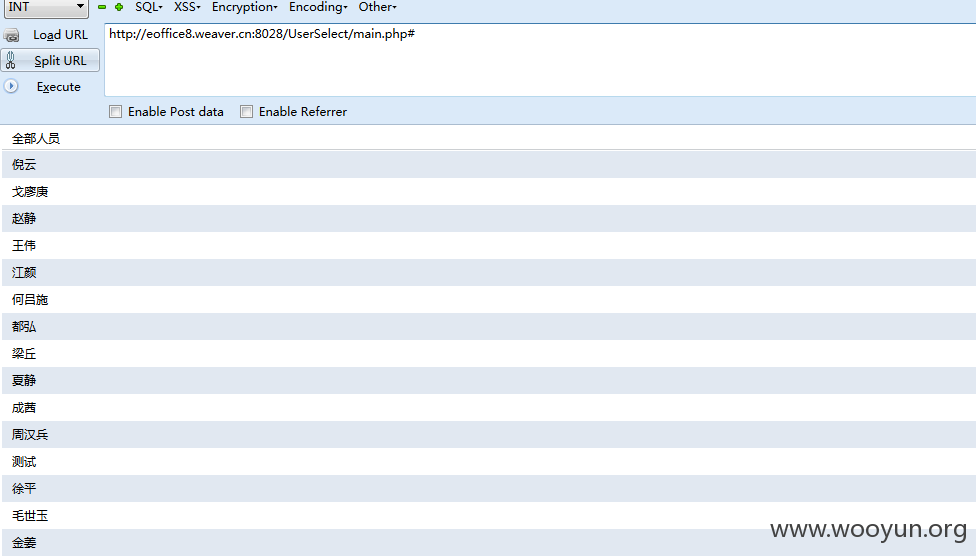 INT SQL▾ XSS▾ Encryption▾ Encoding▾ Other▾
Load URL
http://eoffice8.weaver.cn:8028/UserSelect/main.php#
Split URL
Execute
Enable Post data Enable Referrer
全部人员
倪云
戈廖庚
赵静
王伟
江颜
何吕施
都弘
梁丘
夏静
成茜
周汉兵
测试
徐平
毛世玉
www.wooyun.org
金姜